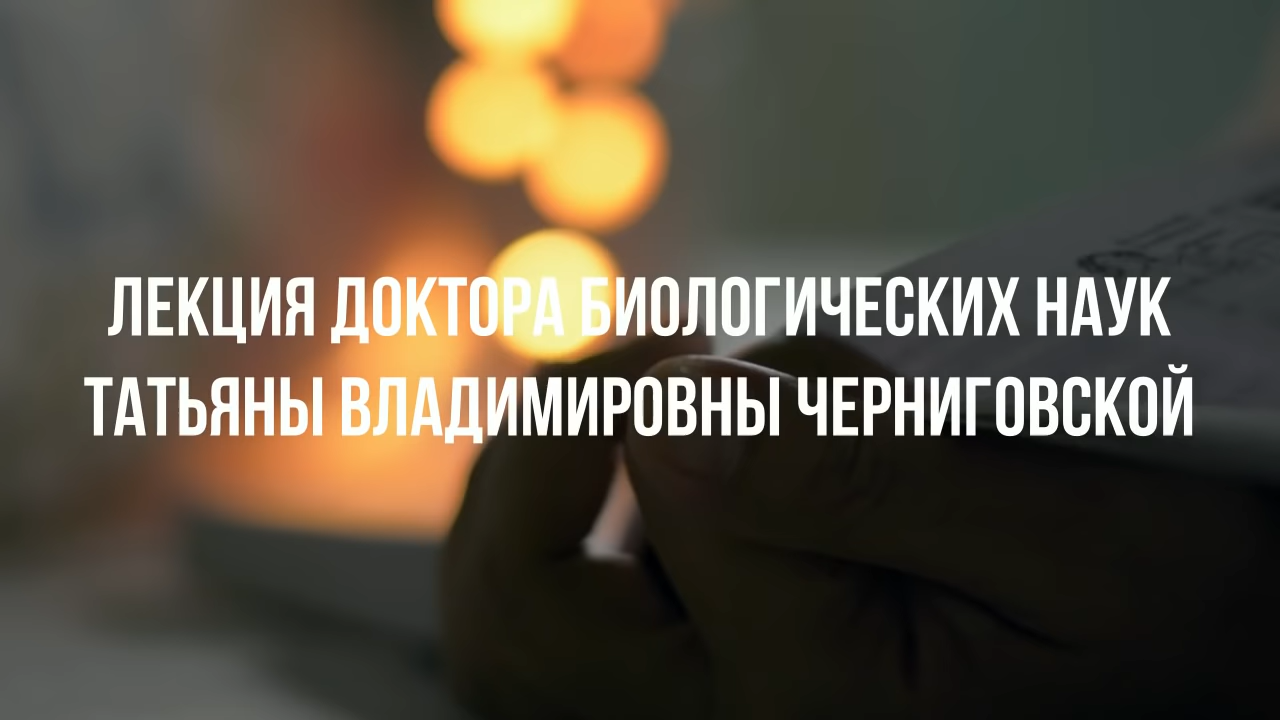 ЛЕКЦИЯ ДОКТОРА БИОЛОГИЧЕСКИХ НАУК
ТАТЬЯНЫ ВЛАДИМИРОВНЫ ЧЕРНИГОВСКОЙ